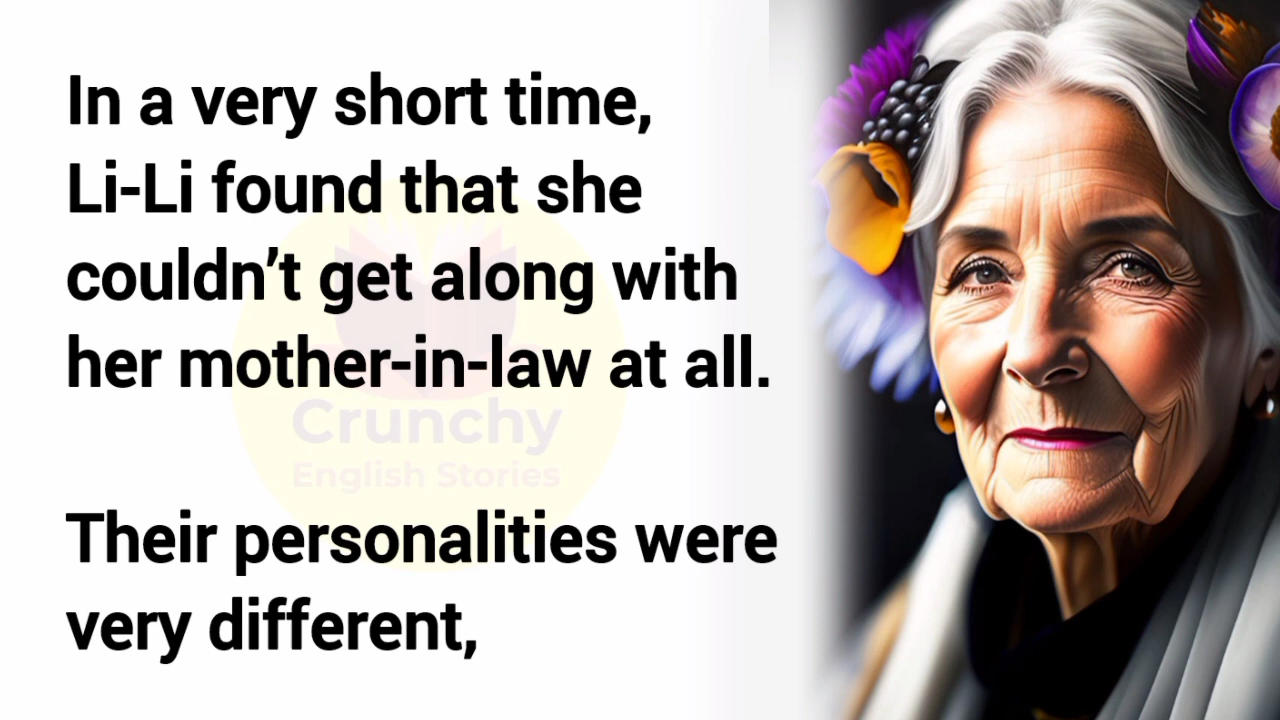 In a very short time,
Li-Li found that she
couldn’t get along with
her mother-in-law at all.
Crunchy
English Stories
Their personalities were
very different,